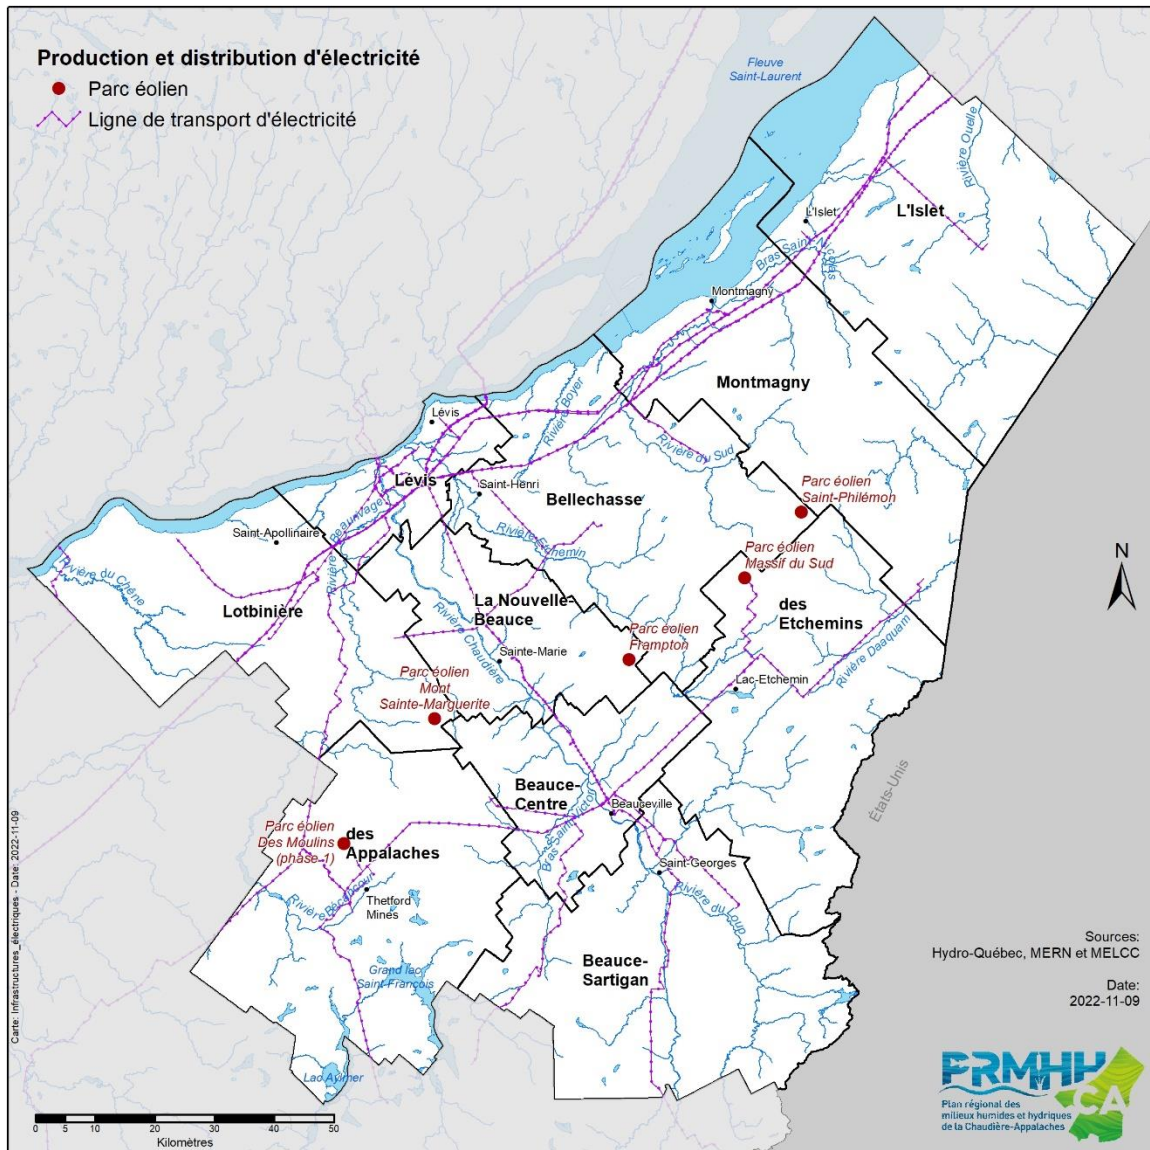 Production et distribution d'électricité
Parc éolien
Ligne de transport d'électricité
Fleuve
Saint-Laurent
Rivière Ouelle
L'Islet
L'Islet
Bras Saint-Nicolas
Montmagny
Montmagny
Rivière Boyer
Rivière du Sud
Lévis
Lévis
Saint-Henri
Bellechasse
Parc éolien
Saint-Philémon
Rivière Beaurivage
Saint-Apollinaire
Rivière Etchemin
Parc éolien
Massif du Sud
Rivière du Chêne
Lotbinière
La Nouvelle-
Beauce
des
Etchemins
Rivière Chaudière
Sainte-Marie
Parc éolien
Frampton
Rivière Daaquam
Lac-Etchemin
Parc éolien
Mont
Sainte-Marguerite
N
États-Unis
Beauce-
Centre
Beauceville
Bras Saint-Victor
Parc éolien
Des Moulins
(phase-1)
des
Appalaches
Saint-Georges
Rivière du Loup
Rivière Bécancour
Thetford
Mines
Grand lac
Saint-François
Beauce-
Sartigan
Lac Aylmer
Sources:
Hydro-Québec, MERN et MELCC
Date:
2022-11-09
Carte: Infrastructures_électriques - Date: 2022-11-09
0 5 10 20 30 40 50
Kilomètres
PRMHH
CA
Plan régional des
milieux humides et hydriques
de la Chaudière-Appalaches